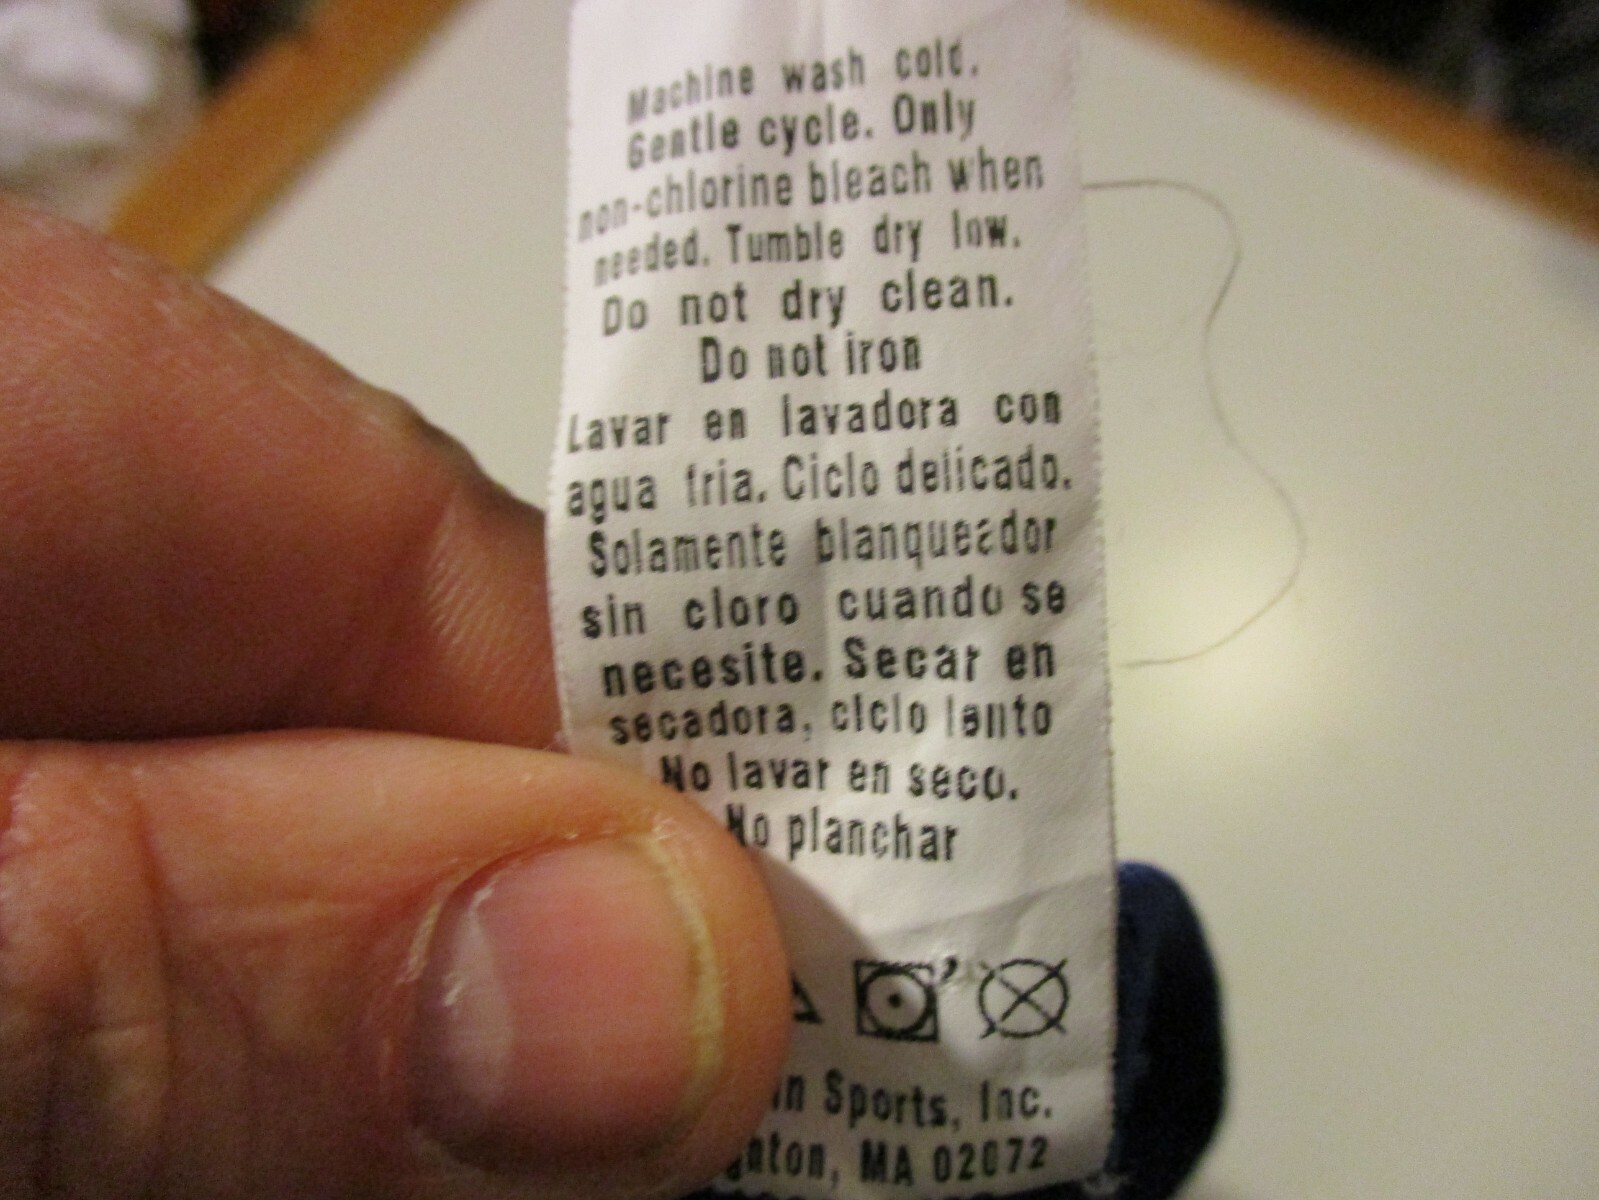 Machine wash cold.
Gentle cycle. Only
non-chlorine bleach when
needed. Tumble dry low.
Do not dry clean.
Do not iron
Lavar en lavadora con
agua fria. Ciclo delicado.
Solamente blanqueador
sin cloro cuando se
necesite. Secar en
secadora, ciclo lento
No lavar en seco.
No planchar
Sports, Inc.
MA 02072